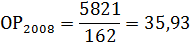 OP₂₀₀₈ = 5821/162 = 35,93